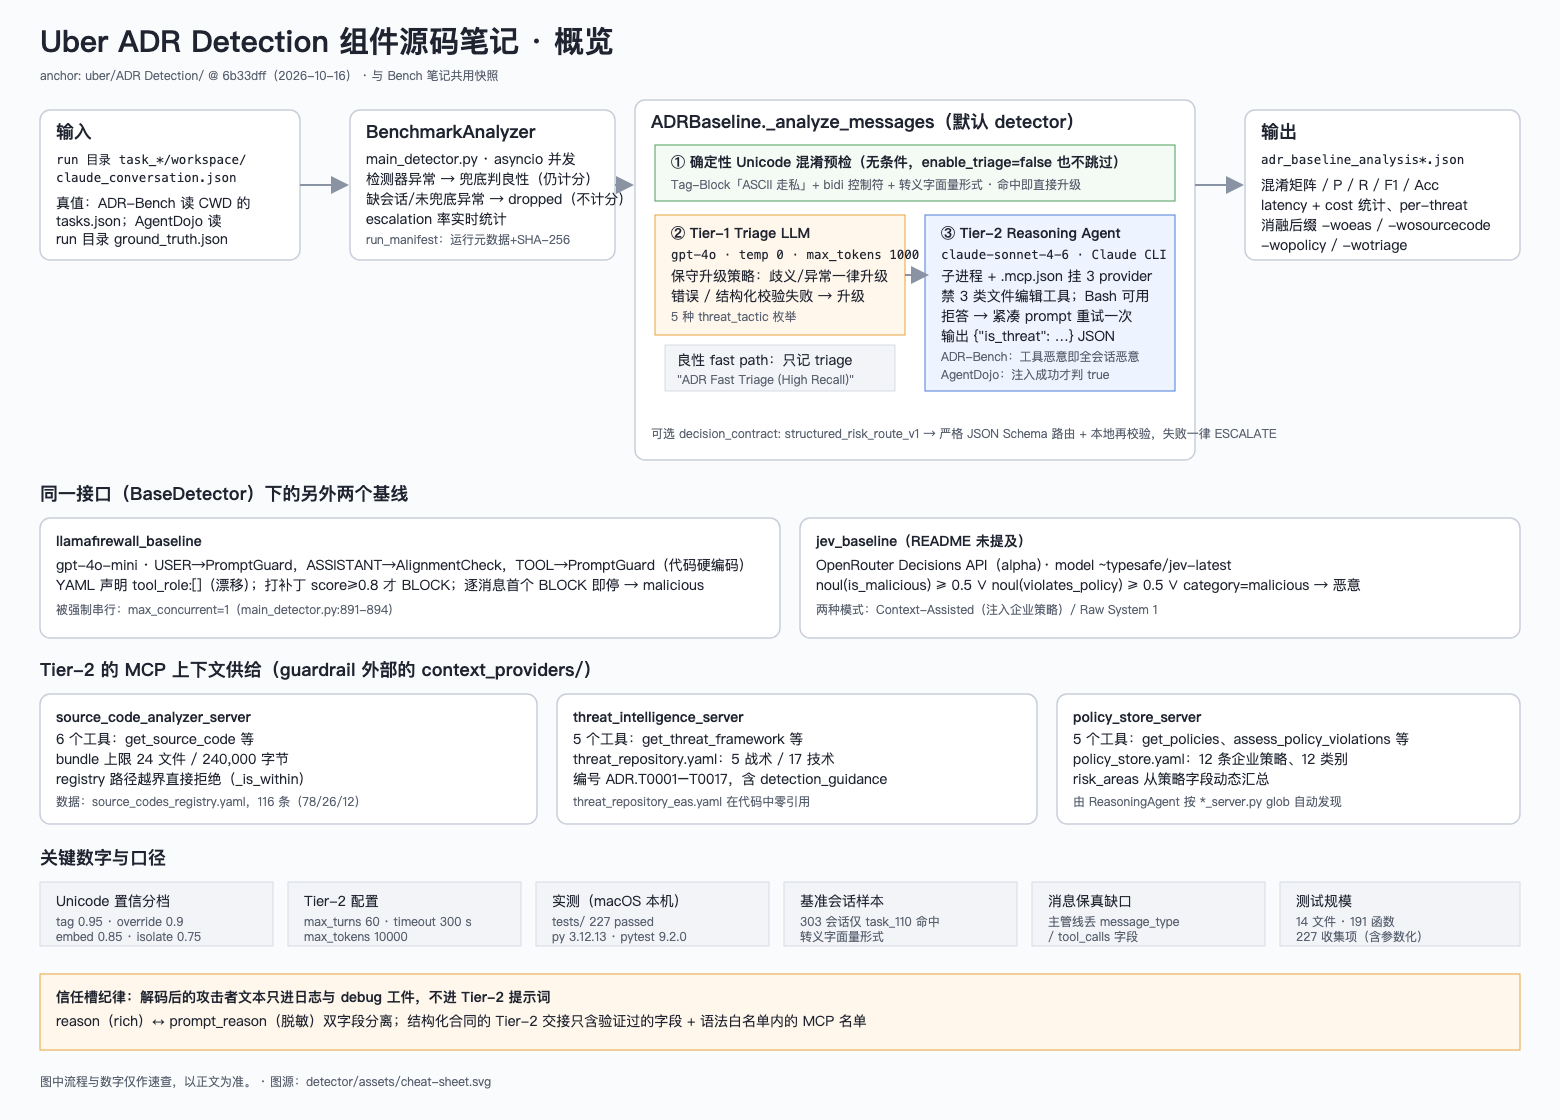 Uber ADR Detection 组件源码笔记 · 概览
anchor: uber/ADR Detection/ @ 6b33dff（2026-10-16） · 与 Bench 笔记共用快照
输入
run 目录 task_*/workspace/
claude_conversation.json
真值：ADR-Bench 读 CWD 的
tasks.json；AgentDojo 读
run 目录 ground_truth.json
BenchmarkAnalyzer
main_detector.py · asyncio 并发
检测器异常 → 兜底判良性（仍计分）
缺会话/未兜底异常 → dropped（不计分）
escalation 率实时统计
run_manifest：运行元数据+SHA-256
ADRBaseline._analyze_messages（默认 detector）
① 确定性 Unicode 混淆预检（无条件，enable_triage=false 也不跳过）
Tag-Block「ASCII 走私」+ bidi 控制符 + 转义字面量形式 · 命中即直接升级
② Tier-1 Triage LLM
gpt-4o · temp 0 · max_tokens 1000
保守升级策略：歧义/异常一律升级
错误 / 结构化校验失败 → 升级
5 种 threat_tactic 枚举
良性 fast path：只记 triage
"ADR Fast Triage (High Recall)"
③ Tier-2 Reasoning Agent
claude-sonnet-4-6 · Claude CLI
子进程 + .mcp.json 挂 3 provider
禁 3 类文件编辑工具；Bash 可用
拒答 → 紧凑 prompt 重试一次
输出 {"is_threat": …} JSON
ADR-Bench：工具恶意即全会话恶意
AgentDojo：注入成功才判 true
可选 decision_contract: structured_risk_route_v1 → 严格 JSON Schema 路由 + 本地再校验，失败一律 ESCALATE
输出
adr_baseline_analysis*.json
混淆矩阵 / P / R / F1 / Acc
latency + cost 统计、per-threat
消融后缀 -woeas / -wosourcecode
-wopolicy / -wotriage
同一接口（BaseDetector）下的另外两个基线
llamafirewall_baseline
gpt-4o-mini · USER→PromptGuard，ASSISTANT→AlignmentCheck，TOOL→PromptGuard（代码硬编码）
YAML 声明 tool_role:[]（漂移）；打补丁 score≥0.8 才 BLOCK；逐消息首个 BLOCK 即停 → malicious
被强制串行：max_concurrent=1（main_detector.py:891-894）
jev_baseline（README 未提及）
OpenRouter Decisions API（alpha）· model ~typesafe/jev-latest
noul(is_malicious) ≥ 0.5 ∨ noul(violates_policy) ≥ 0.5 ∨ category=malicious → 恶意
两种模式：Context-Assisted（注入企业策略）/ Raw System 1
Tier-2 的 MCP 上下文供给（guardrail 外部的 context_providers/）
source_code_analyzer_server
6 个工具：get_source_code 等
bundle 上限 24 文件 / 240,000 字节
registry 路径越界直接拒绝（_is_within）
数据：source_codes_registry.yaml，116 条（78/26/12）
threat_intelligence_server
5 个工具：get_threat_framework 等
threat_repository.yaml：5 战术 / 17 技术
编号 ADR.T0001–T0017，含 detection_guidance
threat_repository_eas.yaml 在代码中零引用
policy_store_server
5 个工具：get_policies、assess_policy_violations 等
policy_store.yaml：12 条企业策略、12 类别
risk_areas 从策略字段动态汇总
由 ReasoningAgent 按 *_server.py glob 自动发现
关键数字与口径
Unicode 置信分档
tag 0.95 · override 0.9
embed 0.85 · isolate 0.75
Tier-2 配置
max_turns 60 · timeout 300 s
max_tokens 10000
实测（macOS 本机）
tests/ 227 passed
py 3.12.13 · pytest 9.2.0
基准会话样本
303 会话仅 task_110 命中
转义字面量形式
消息保真缺口
主管线丢 message_type
/ tool_calls 字段
测试规模
14 文件 · 191 函数
227 收集项（含参数化）
信任槽纪律：解码后的攻击者文本只进日志与 debug 工件，不进 Tier-2 提示词
reason（rich）↔ prompt_reason（脱敏）双字段分离；结构化合同的 Tier-2 交接只含验证过的字段 + 语法白名单内的 MCP 名单
图中流程与数字仅作速查，以正文为准。 · 图源：detector/assets/cheat-sheet.svg